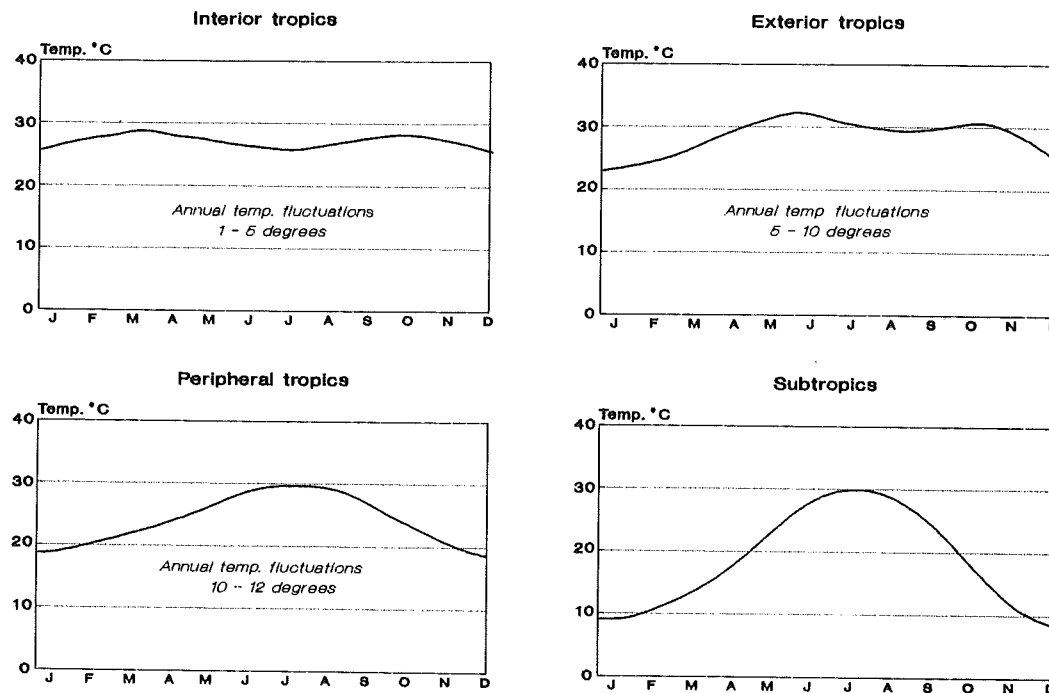 Interior tropics
Temp. °C
40
30
20
10
0
Annual temp. fluctuations
1 - 5 degrees
J F M A M J J A S O N D
Exterior tropics
Temp. °C
40
30
20
10
0
Annual temp fluctuations
5 - 10 degrees
J F M A M J J A S O N
Peripheral tropics
Temp. °C
40
30
20
10
0
Annual temp. fluctuations
10 -- 12 degrees
J F M A M J J A S O N D
Subtropics
Temp. °C
40
30
20
10
0
J F M A M J J A S O N